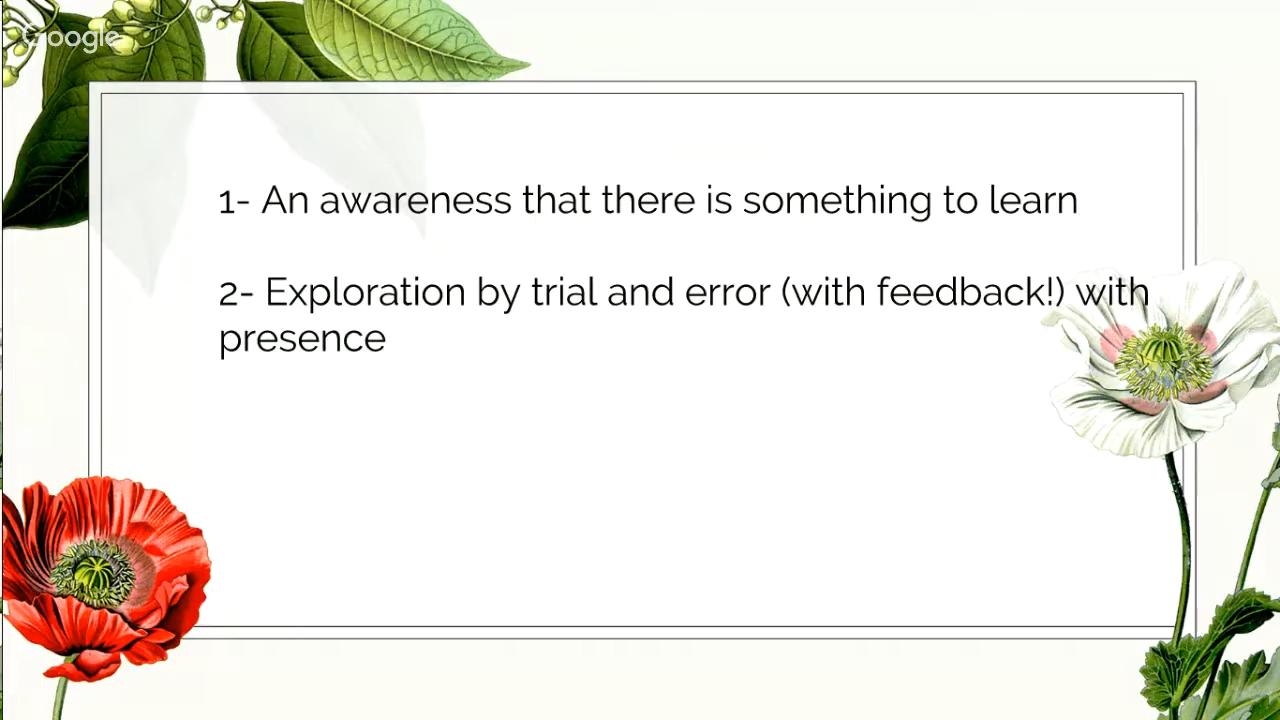 Google
1- An awareness that there is something to learn
2- Exploration by trial and error (with feedback!) with
presence